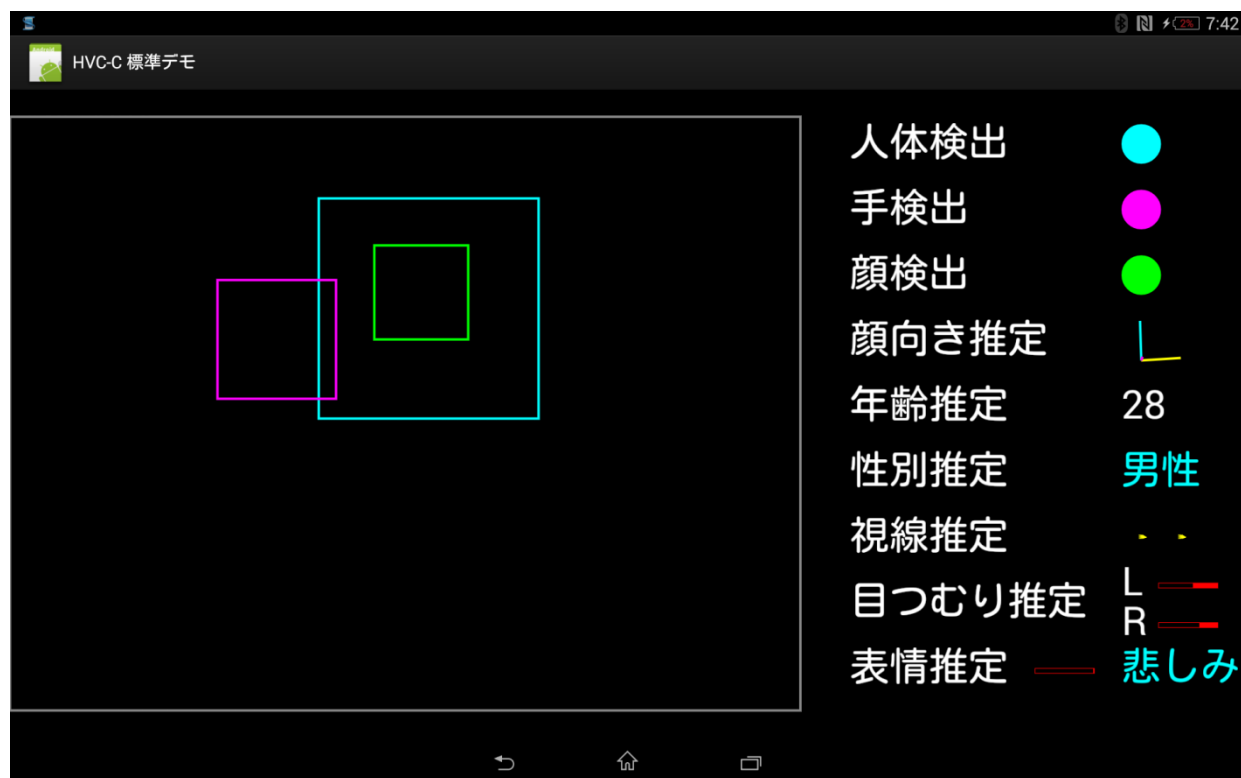 2% 7:42
HVC-C 標準デモ
人体検出
手検出
顔検出
顔向き推定
年齢推定 28
性別推定 男性
視線推定
目つむり推定 L
R
表情推定 悲しみ